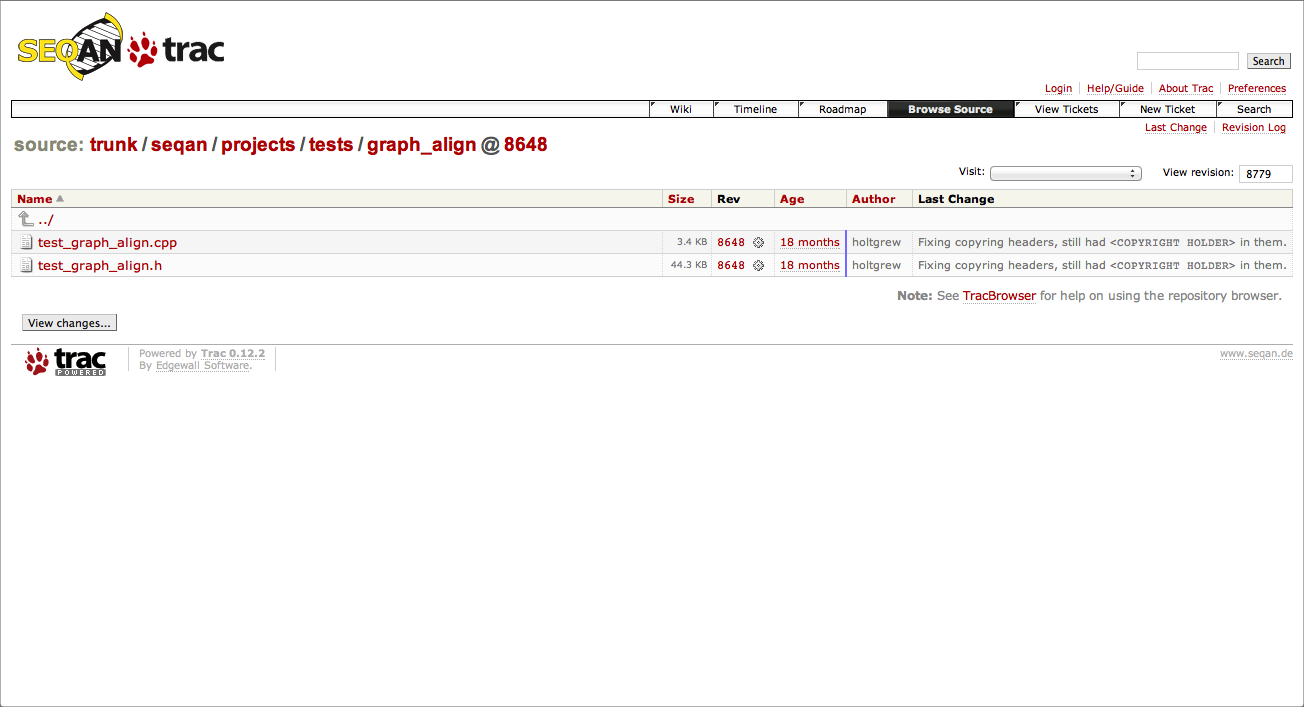 SEQAN trac
Search
Login Help/Guide About Trac Preferences
Wiki Timeline Roadmap Browse Source View Tickets New Ticket Search
Last Change Revision Log
source: trunk / seqan / projects / tests / graph_align @ 8648
Visit: View revision: 8779
Name Size Rev Age Author Last Change
../
test_graph_align.cpp 3.4 KB 8648 18 months holtgrew Fixing copyring headers, still had <COPYRIGHT HOLDER> in them.
test_graph_align.h 44.3 KB 8648 18 months holtgrew Fixing copyring headers, still had <COPYRIGHT HOLDER> in them.
Note: See TracBrowser for help on using the repository browser.
View changes...
trac POWERED
Powered by Trac 0.12.2
By Edgewall Software.
www.seqan.de